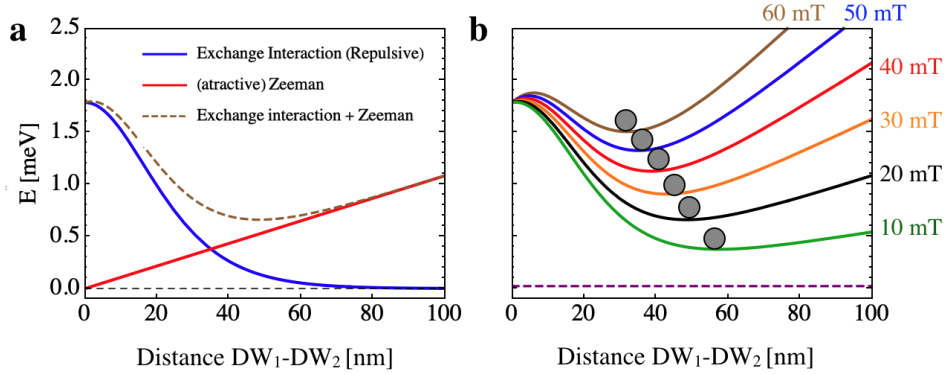 a
2.5
2.0
1.5
1.0
0.5
0.0
E [meV]
Exchange Interaction (Repulsive)
(atractive) Zeeman
Exchange interaction + Zeeman
0 20 40 60 80 100
Distance DW₁-DW₂ [nm]
b
60 mT
50 mT
40 mT
30 mT
20 mT
10 mT
0 20 40 60 80 100
Distance DW₁-DW₂ [nm]